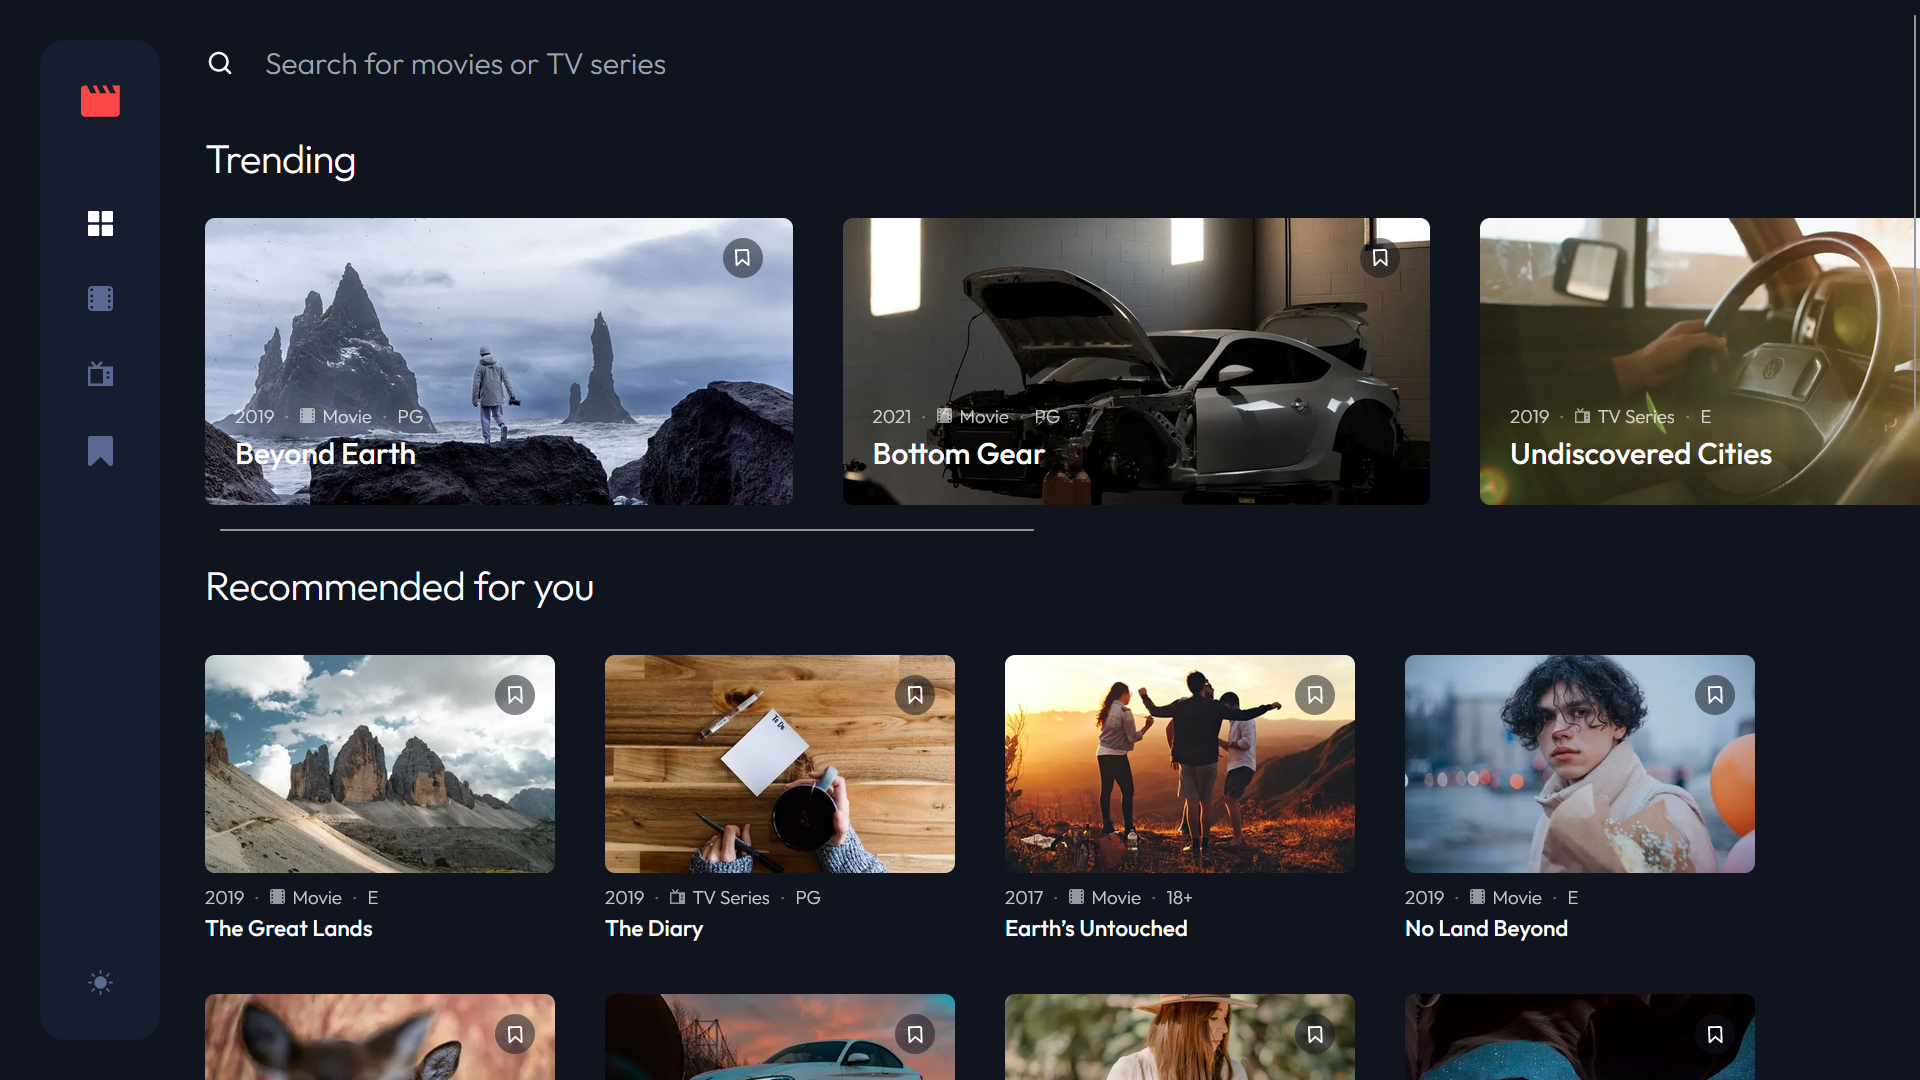 Search for movies or TV series
Trending
2019 · Movie · PG
Beyond Earth
2021 · Movie · PG
Bottom Gear
2019 · TV Series · E
Undiscovered Cities
Recommended for you
To Do
2019 · Movie · E
The Great Lands
2019 · TV Series · PG
The Diary
2017 · Movie · 18+
Earth’s Untouched
2019 · Movie · E
No Land Beyond